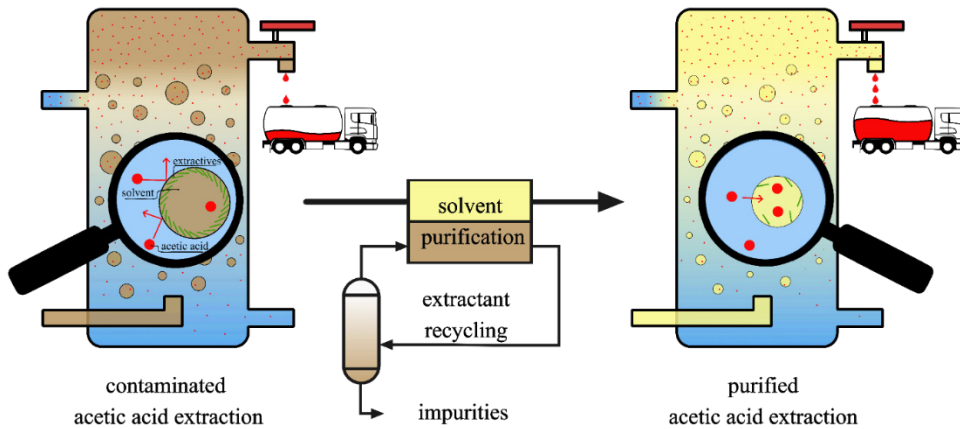 extractives
solvent
acetic acid
solvent
purification
extractant
recycling
impurities
contaminated
acetic acid extraction
purified
acetic acid extraction